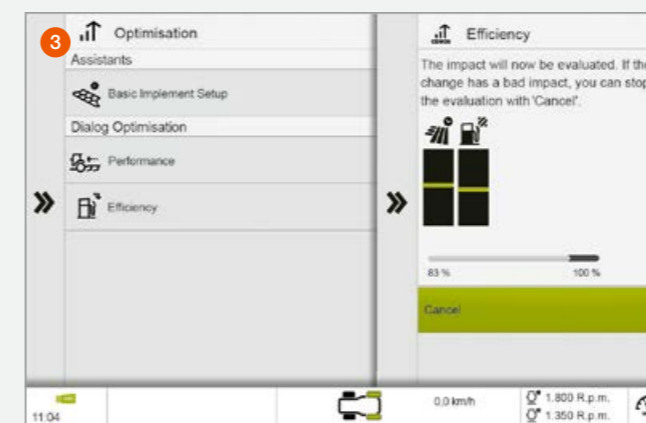 3
Optimisation
Assistants
Basic Implement Setup
Dialog Optimisation
Performance
Efficiency
Efficiency
The impact will now be evaluated. If the
change has a bad impact, you can stop
the evaluation with 'Cancel'.
83 %
100 %
Cancel
11:04
0,0 km/h
1.800 R.p.m.
1.350 R.p.m.